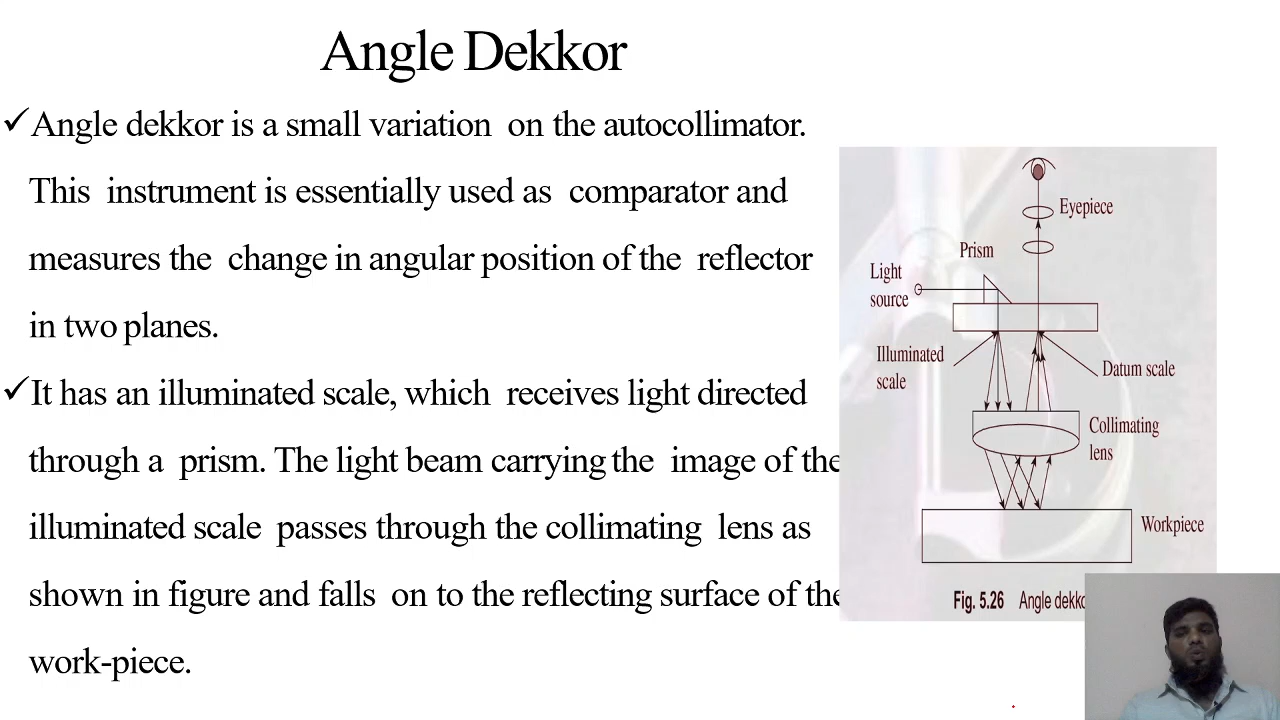 Angle Dekkor
✓Angle dekkor is a small variation on the autocollimator.
This instrument is essentially used as comparator and
measures the change in angular position of the reflector
in two planes.
✓It has an illuminated scale, which receives light directed
through a prism. The light beam carrying the image of the
illuminated scale passes through the collimating lens as
shown in figure and falls on to the reflecting surface of the
work-piece.
Eyepiece
Prism
Light
source
Illuminated
scale
Datum scale
Collimating
lens
Workpiece
Fig. 5.26 Angle dekko